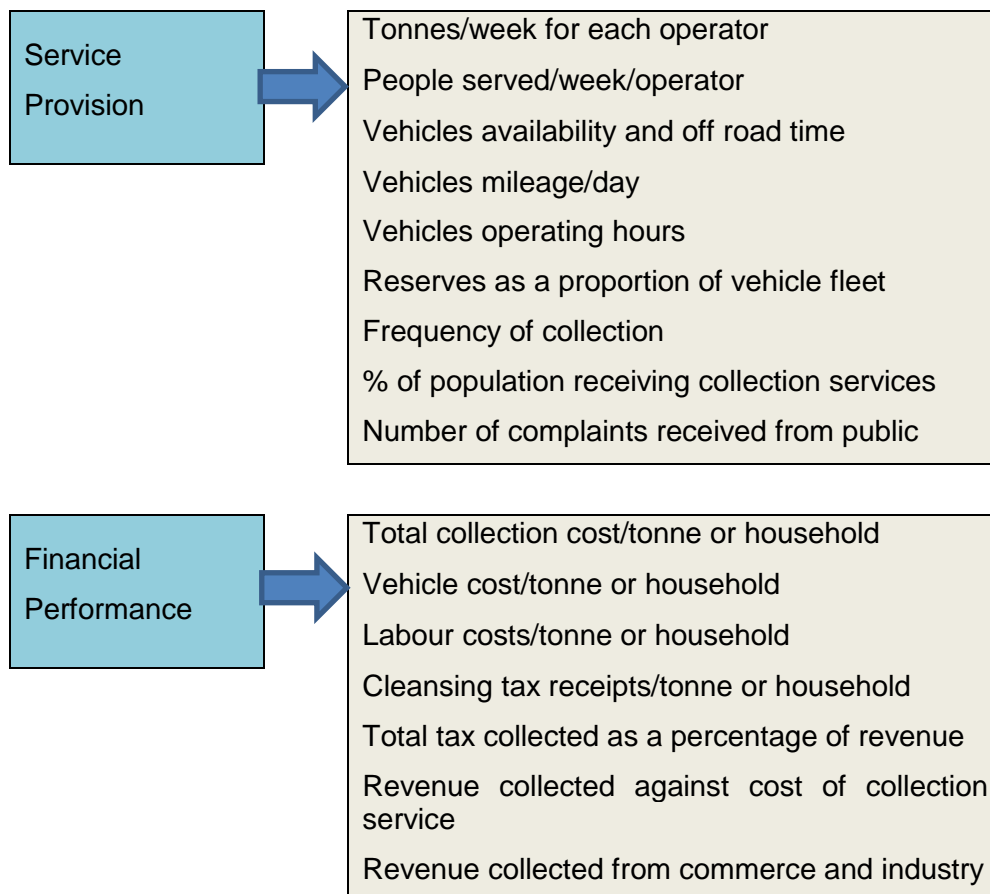 Service
Provision
Tonnes/week for each operator
People served/week/operator
Vehicles availability and off road time
Vehicles mileage/day
Vehicles operating hours
Reserves as a proportion of vehicle fleet
Frequency of collection
% of population receiving collection services
Number of complaints received from public
Financial
Performance
Total collection cost/tonne or household
Vehicle cost/tonne or household
Labour costs/tonne or household
Cleansing tax receipts/tonne or household
Total tax collected as a percentage of revenue
Revenue collected against cost of collection
service
Revenue collected from commerce and industry